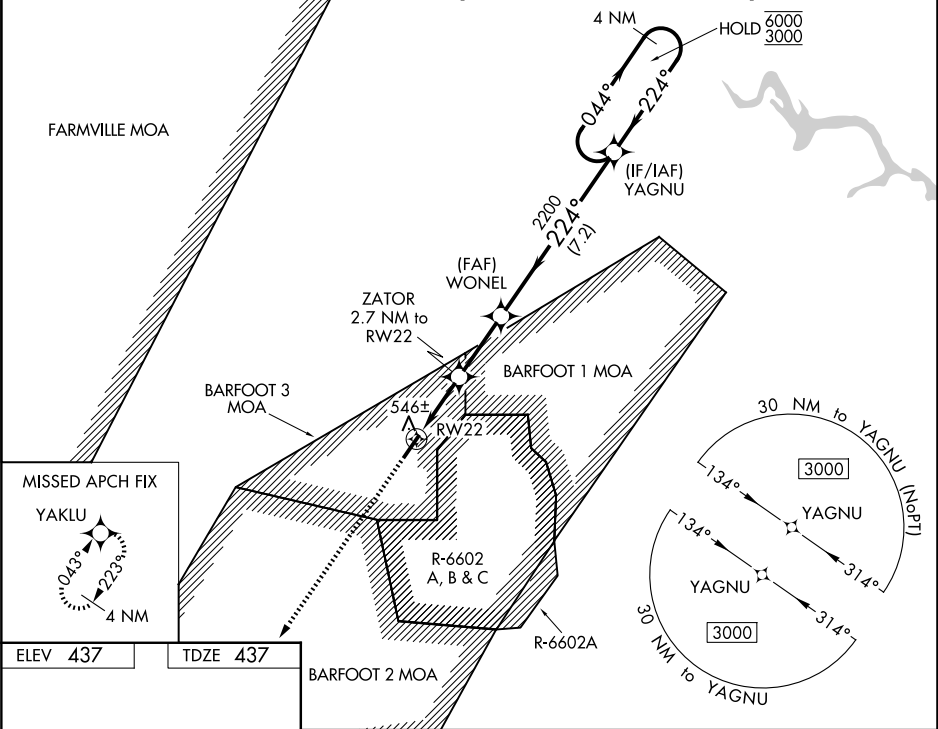 4 NM
HOLD 6000
3000
044°
224°
FARMVILLE MOA
(IF/IAF)
YAGNU
2200
224°
(7.2)
(FAF)
WONEL
ZATOR
2.7 NM to
RW22
BARFOOT 3
MOA
BARFOOT 1 MOA
546±
RW22
30 NM to YAGNU (NoPT)
3000
134°
YAGNU
314°
134°
YAGNU
314°
3000
30 NM to YAGNU
MISSED APCH FIX
YAKLU
043°
223°
4 NM
R-6602
A, B & C
R-6602A
ELEV 437
TDZE 437
BARFOOT 2 MOA